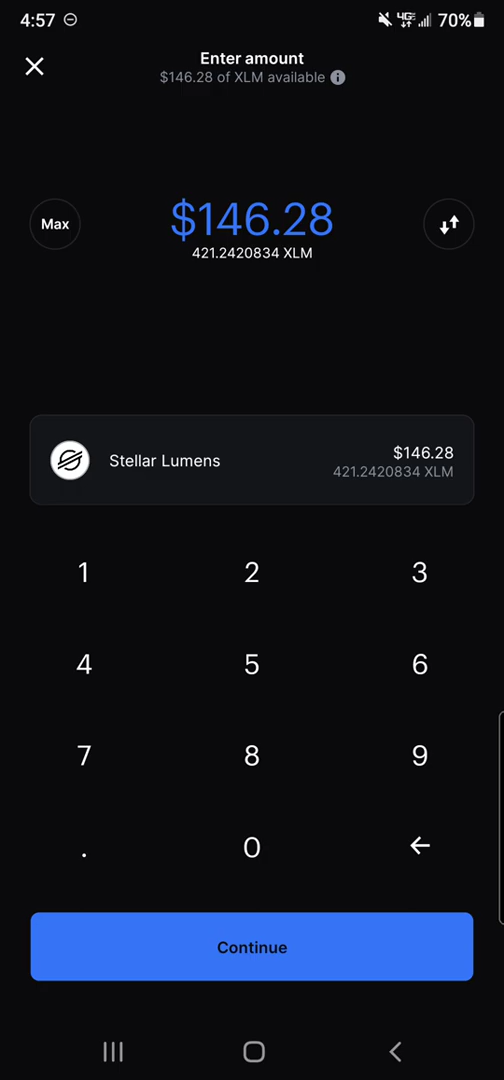 4:57
4G 70%
Enter amount
$146.28 of XLM available
Max
$146.28
421.2420834 XLM
Stellar Lumens
$146.28
421.2420834 XLM
1 2 3
4 5 6
7 8 9
. 0
Continue